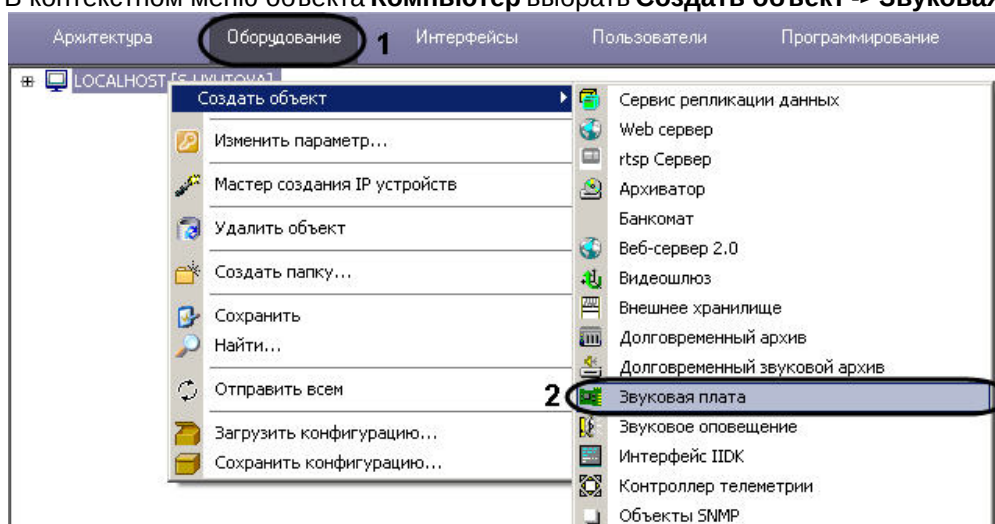 В контекстном меню объекта Компьютер выбрать Создать объект -> Звуковая
Архитектура Оборудование 1 Интерфейсы Пользователи Программирование
LOCALHOST
Создать объект
Изменить параметр...
Мастер создания IP устройств
Удалить объект
Создать папку...
Сохранить
Найти...
Отправить всем
Загрузить конфигурацию...
Сохранить конфигурацию...
Сервис репликации данных
Web сервер
rtsp Сервер
Архиватор
Банкомат
Веб-сервер 2.0
Видеошлюз
Внешнее хранилище
Долговременный архив
Долговременный звуковой архив
2 Звуковая плата
Звуковое оповещение
Интерфейс IIDK
Контроллер телеметрии
Объекты SNMP